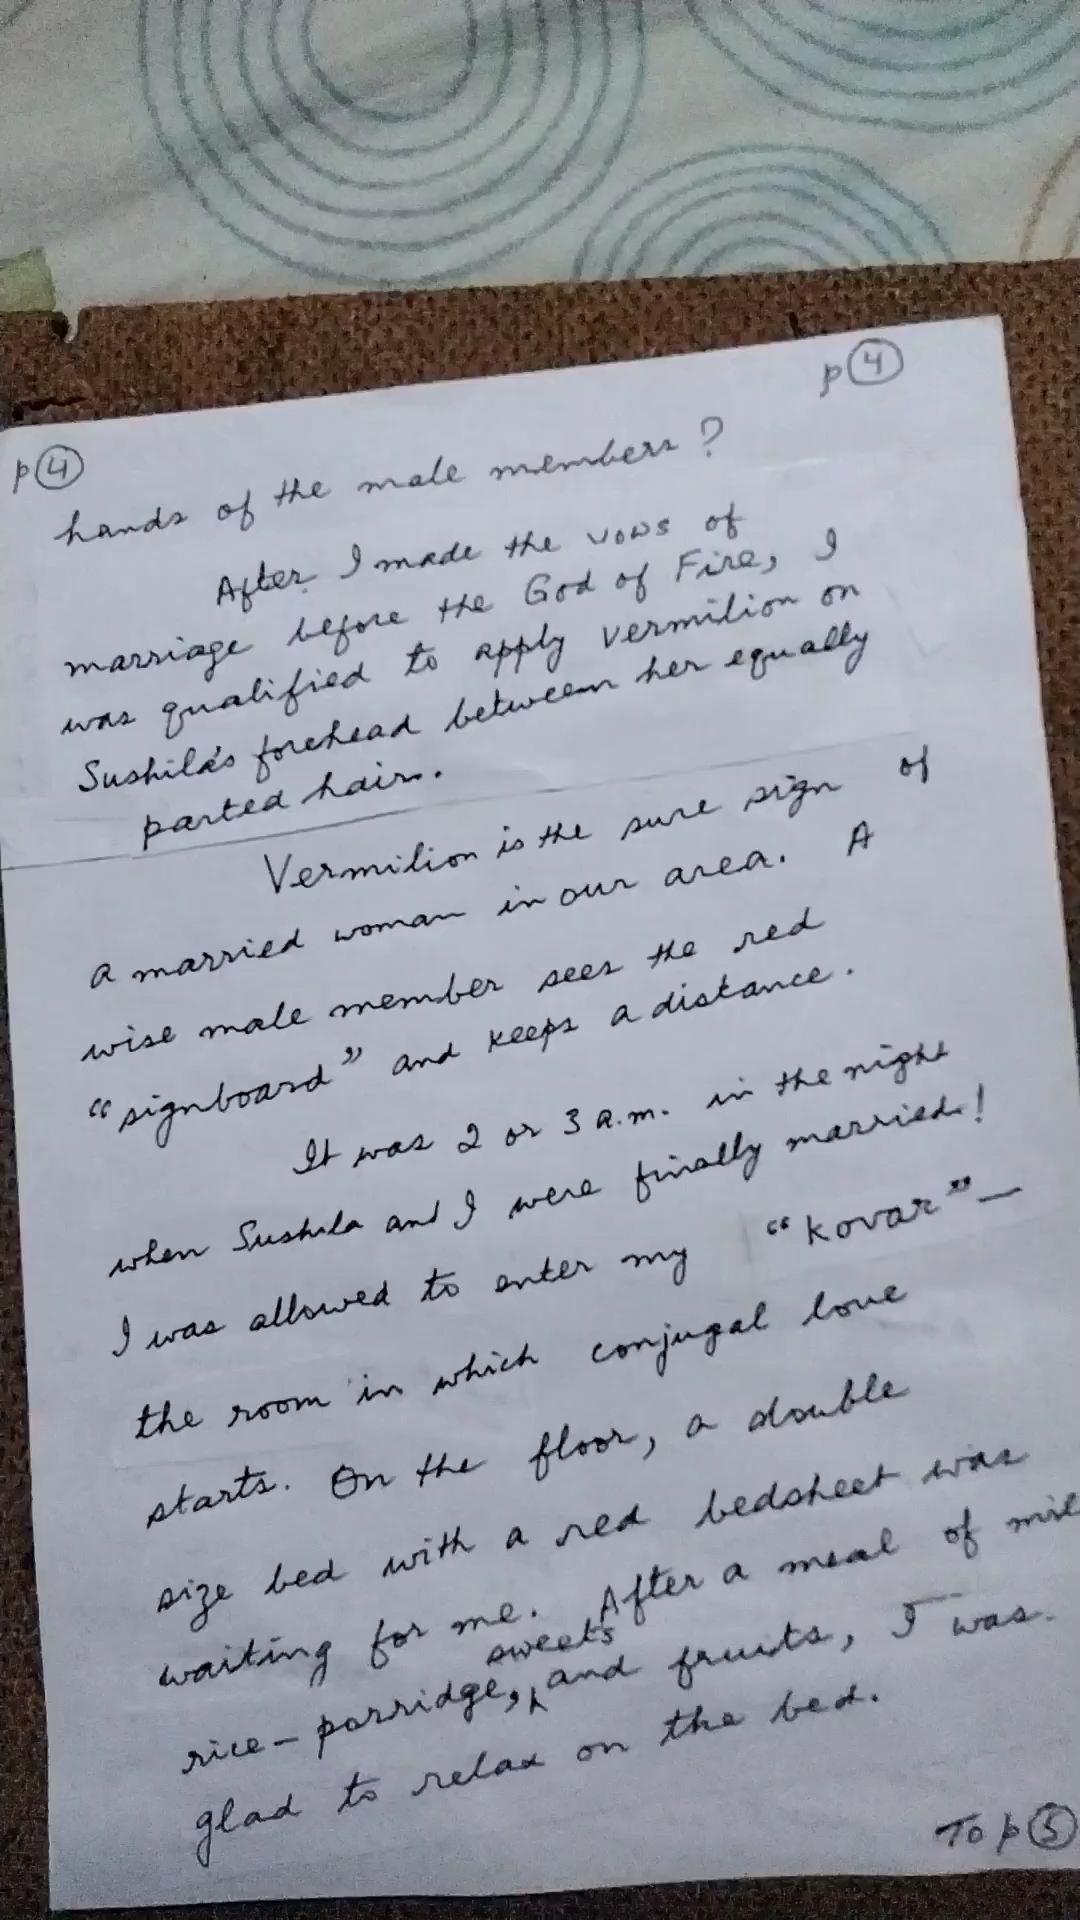 p 4
p 4
hands of the male members?
After I made the vows of
marriage before the God of Fire, I
was qualified to apply vermilion on
Sushila's forehead between her equally
parted hair.
Vermilion is the sure sign of
a married woman in our area. A
wise male member sees the red
"signboard" and keeps a distance.
It was 2 or 3 a.m. in the night
when Sushila and I were finally married!
I was allowed to enter my "kovar" —
the room in which conjugal love
starts. On the floor, a double
size bed with a red bedsheet was
waiting for me. After a meal of mil
rice - porridge, sweets and fruits, I was
glad to relax on the bed.
To p 5